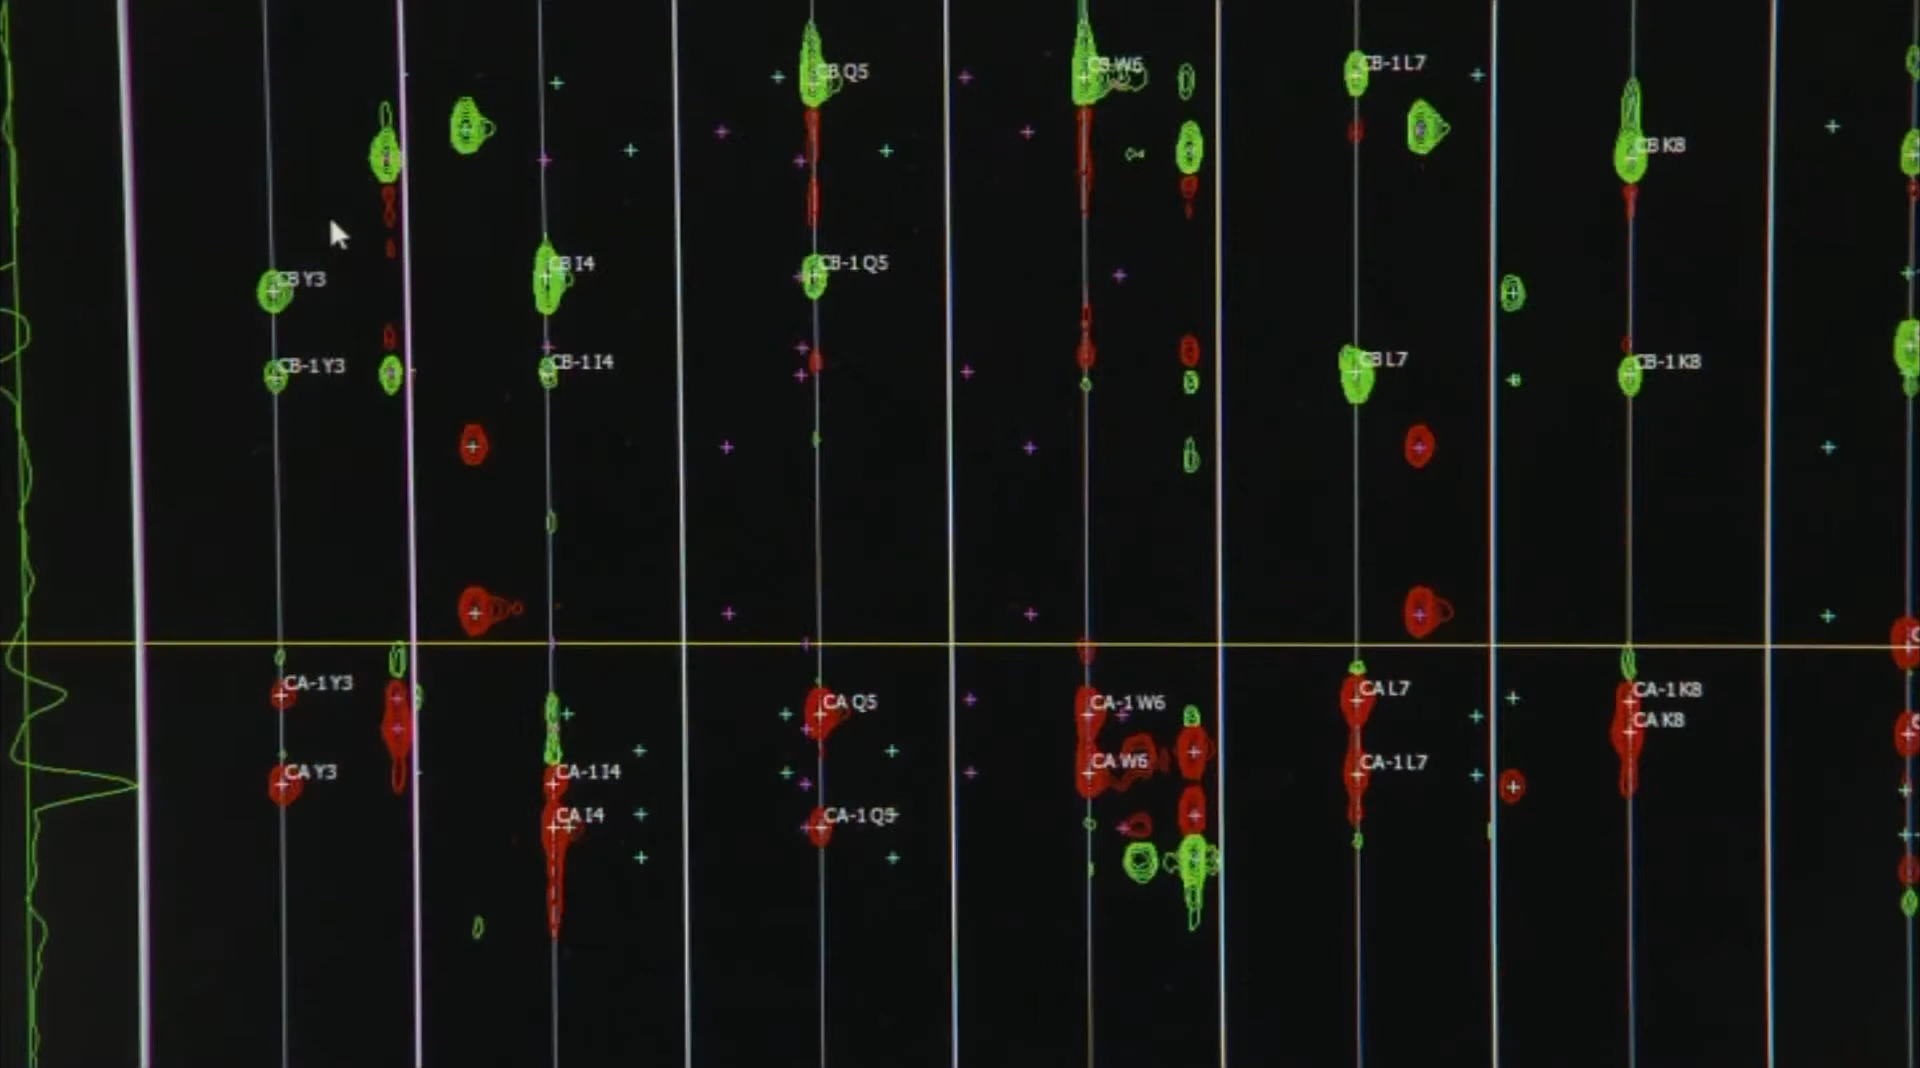 CB Y3
CB-1 Y3
CA-1 Y3
CA Y3
CB I4
CB-1 I4
CA-1 I4
CA I4
CB Q5
CB-1 Q5
CA Q5
CA-1 Q5
CB W6
CA-1 W6
CA W6
CB-1 L7
CB L7
CA L7
CA-1 L7
CB K8
CB-1 K8
CA-1 K8
CA K8